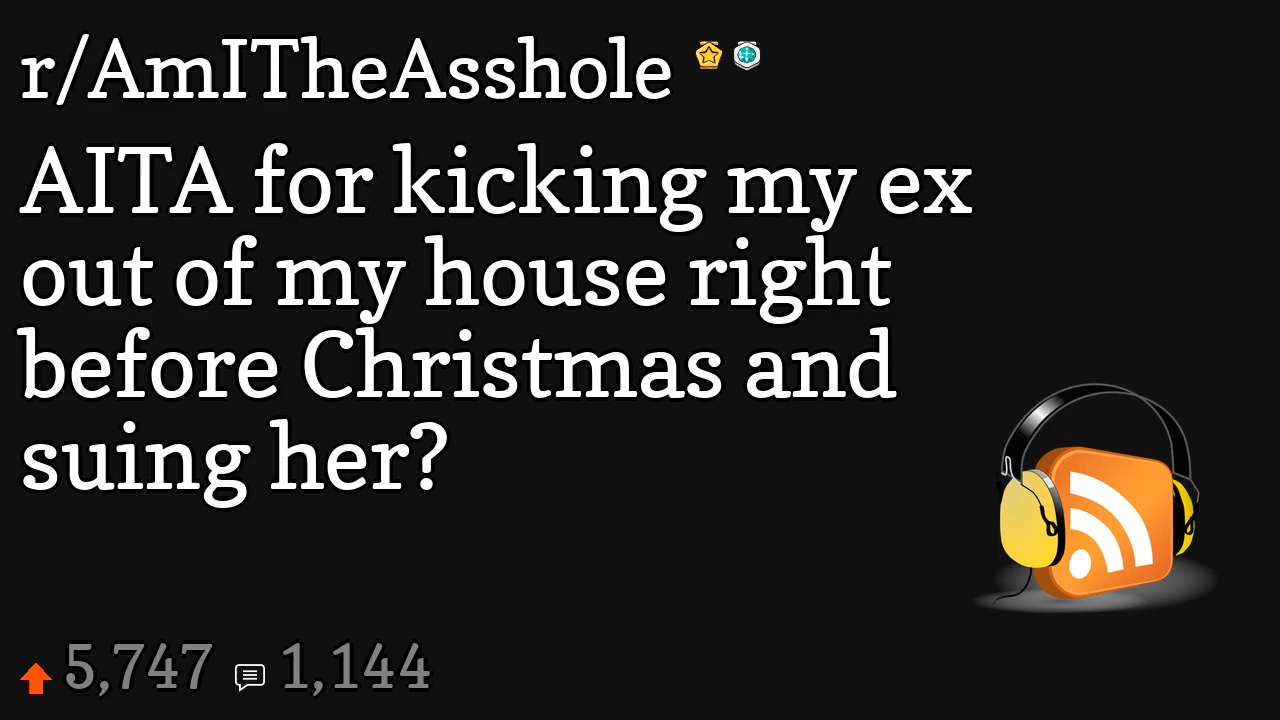 r/AmITheAsshole
AITA for kicking my ex
out of my house right
before Christmas and
suing her?
5,747 1,144